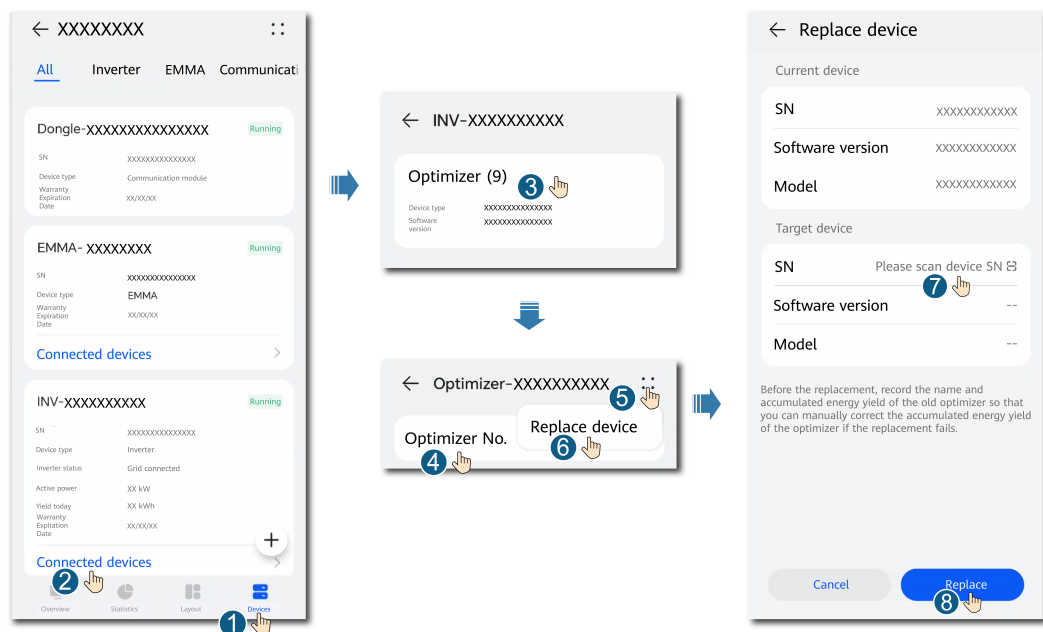 XXXXXXXX
All Inverter EMMA Communicati
Dongle-XXXXXXXXXXXXXXX Running
SN XXXXXXXXXXXXXXX
Device type Communication module
Warranty
Expiration XX/XX/XX
Date
EMMA- XXXXXXXX Running
SN XXXXXXXXXXXXXXX
Device type EMMA
Warranty
Expiration XX/XX/XX
Date
Connected devices
INV-XXXXXXXXXX Running
SN XXXXXXXXXXXXXXX
Device type Inverter
Inverter status Grid connected
Active power XX kW
Yield today XX kWh
Warranty
Expiration XX/XX/XX
Date
+
Connected devices
2
Overview Statistics Layout Devices
1
INV-XXXXXXXXXX
Optimizer (9) 3
Device type XXXXXXXXXXXXXXX
Software XXXXXXXXXXXXXXX
version
Optimizer-XXXXXXXXXX
5
Replace device
Optimizer No. 6
4
Replace device
Current device
SN XXXXXXXXXXXX
Software version XXXXXXXXXXXX
Model XXXXXXXXXXXX
Target device
SN Please scan device SN
7
Software version --
Model --
Before the replacement, record the name and
accumulated energy yield of the old optimizer so that
you can manually correct the accumulated energy yield
of the optimizer if the replacement fails.
Cancel Replace
8